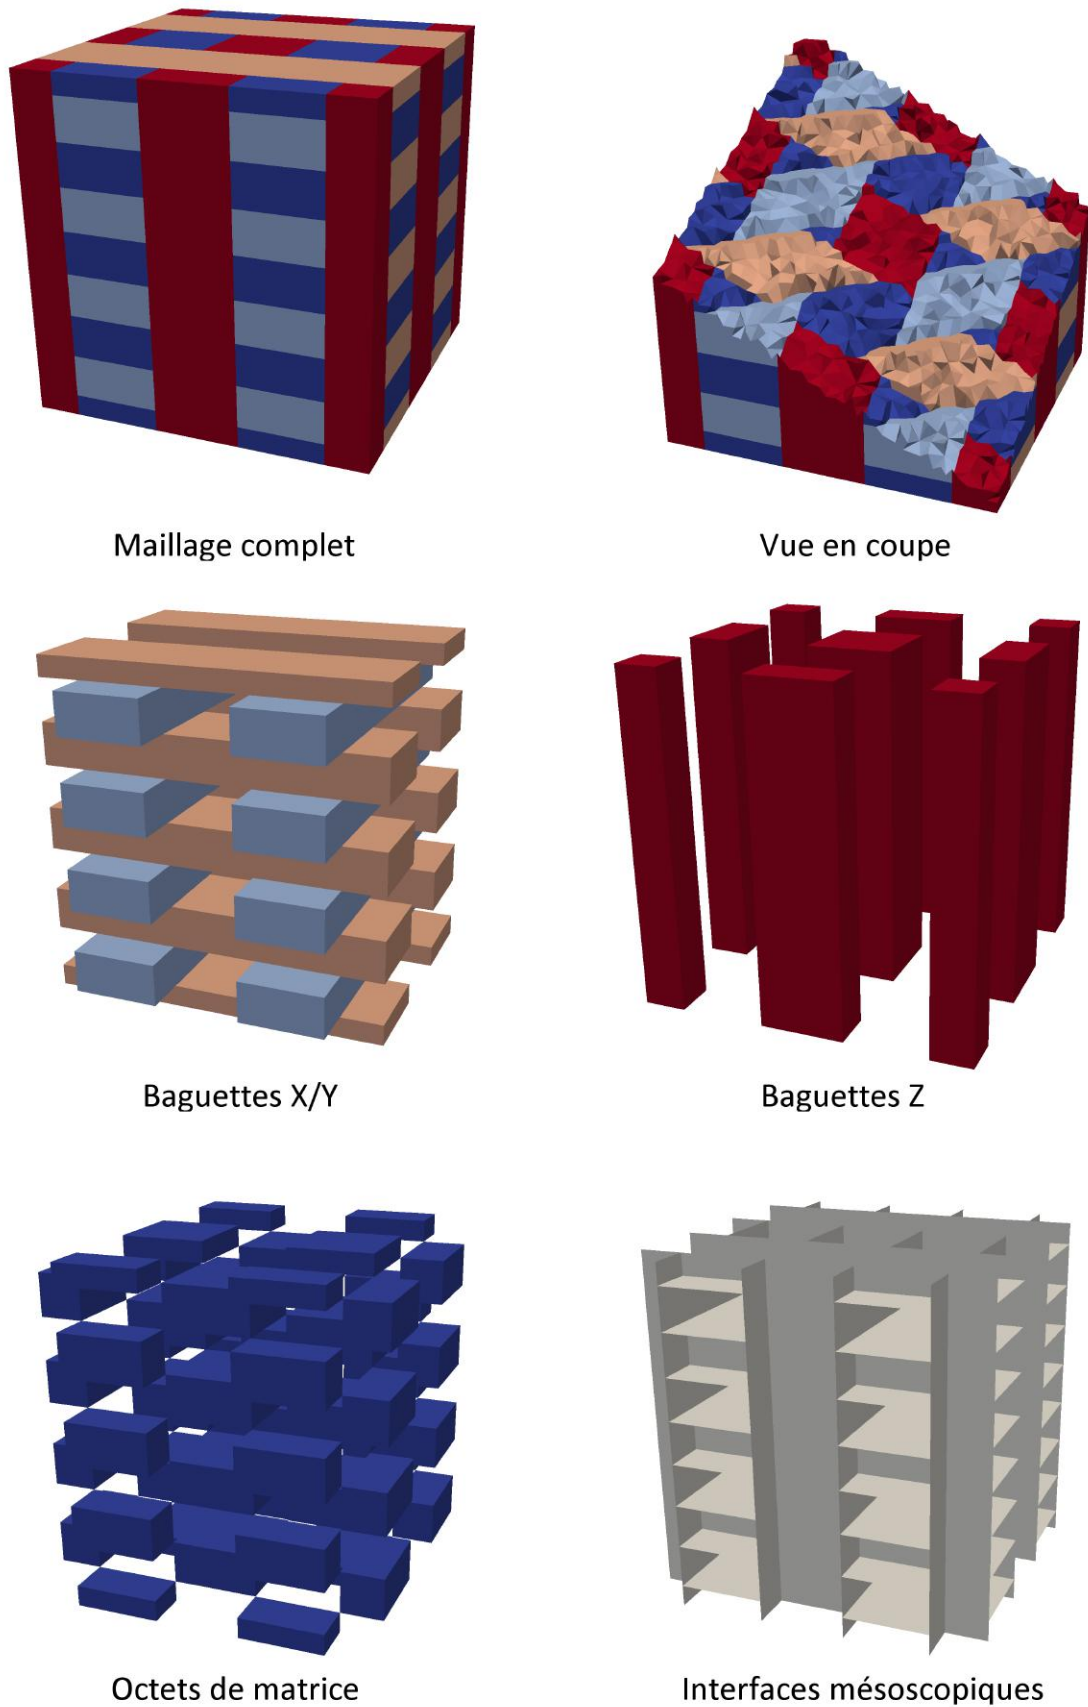 Maillage complet
Vue en coupe
Baguettes X/Y
Baguettes Z
Octets de matrice
Interfaces mésoscopiques